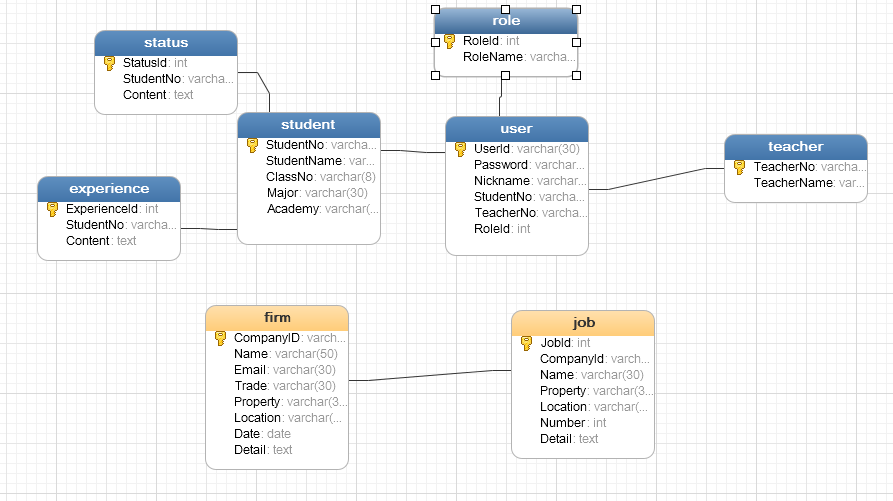 role
RoleId: int
RoleName: varcha...
status
StatusId: int
StudentNo: varcha...
Content: text
student
StudentNo: varcha...
StudentName: var...
ClassNo: varchar(8)
Major: varchar(30)
Academy: varchar(...
user
UserId: varchar(30)
Password: varchar...
Nickname: varchar...
StudentNo: varcha...
TeacherNo: varcha...
RoleId: int
teacher
TeacherNo: varcha...
TeacherName: var...
experience
ExperienceId: int
StudentNo: varcha...
Content: text
firm
CompanyID: varch...
Name: varchar(50)
Email: varchar(30)
Trade: varchar(30)
Property: varchar(3...
Location: varchar(...
Date: date
Detail: text
job
JobId: int
CompanyId: varch...
Name: varchar(30)
Property: varchar(3...
Location: varchar(...
Number: int
Detail: text